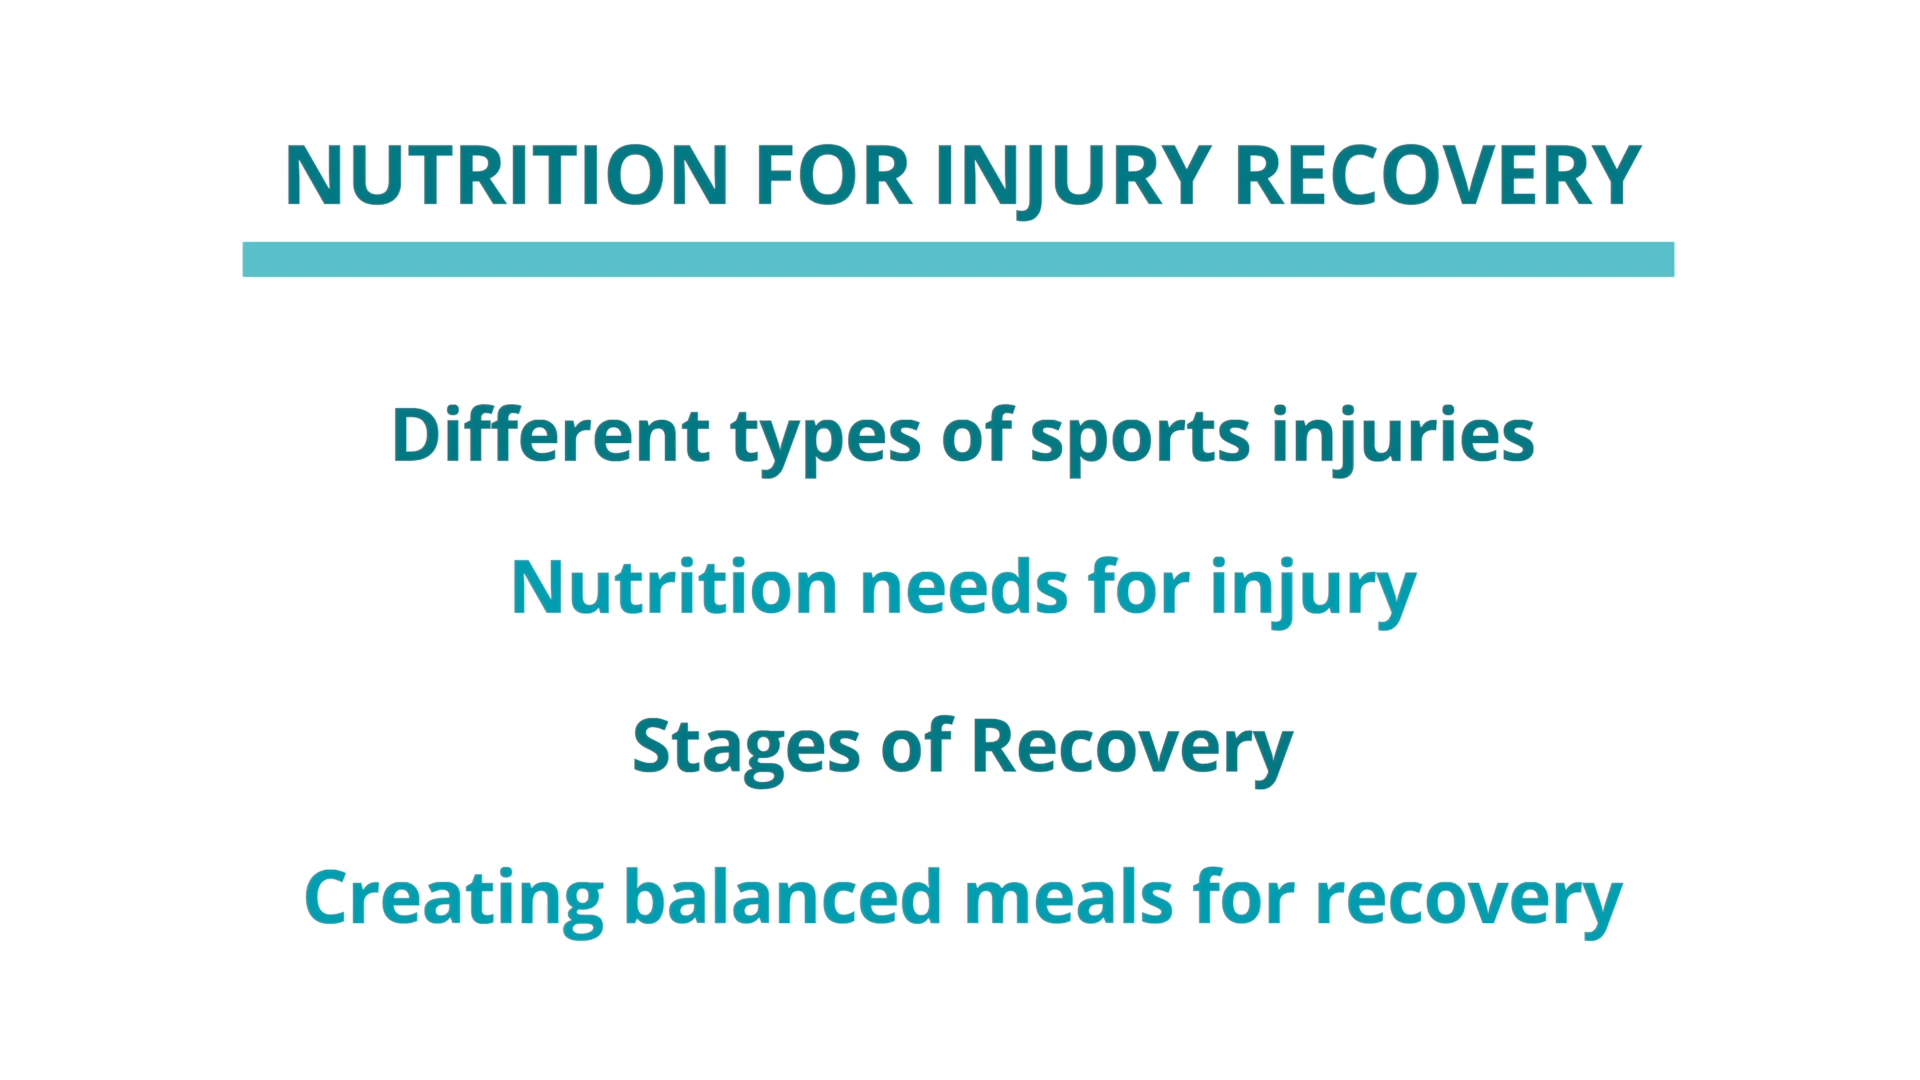 NUTRITION FOR INJURY RECOVERY
Different types of sports injuries
Nutrition needs for injury
Stages of Recovery
Creating balanced meals for recovery